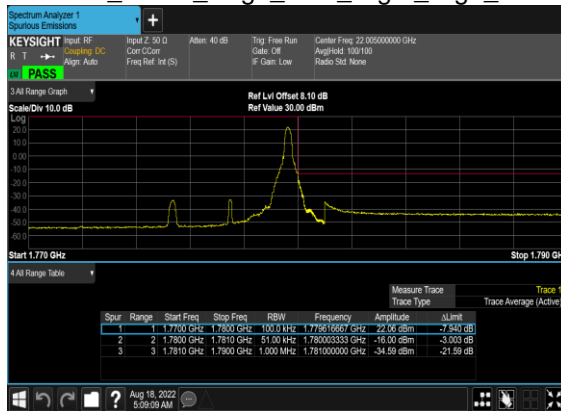 Spectrum Analyzer 1
Spurious Emissions
+
KEYSIGHT Input: RF Input Z: 50 Ω Atten: 40 dB Trig: Free Run Center Freq: 22.005000000 GHz
R T Coupling: DC Corr CCorr Gate: Off Avg|Hold: 100/100
Align: Auto Freq Ref: Int (S) IF Gain: Low Radio Std: None
PASS
3 All Range Graph
Ref Lvl Offset 8.10 dB
Scale/Div 10.0 dB Ref Value 30.00 dBm
Log
20.0
10.0
0.00
-10.0
-20.0
-30.0
-40.0
-50.0
-60.0
Start 1.770 GHz Stop 1.790 GH
4 All Range Table
Measure Trace Trace 1
Trace Type Trace Average (Active)
Spur Range Start Freq Stop Freq RBW Frequency Amplitude ΔLimit
1 1 1.7700 GHz 1.7800 GHz 100.0 kHz 1.779616667 GHz 22.06 dBm -7.940 dB
2 2 1.7800 GHz 1.7810 GHz 51.00 kHz 1.780003333 GHz -16.00 dBm -3.003 dB
3 3 1.7810 GHz 1.7900 GHz 1.000 MHz 1.781000000 GHz -34.59 dBm -21.59 dB
? Aug 18, 2022
5:09:09 AM